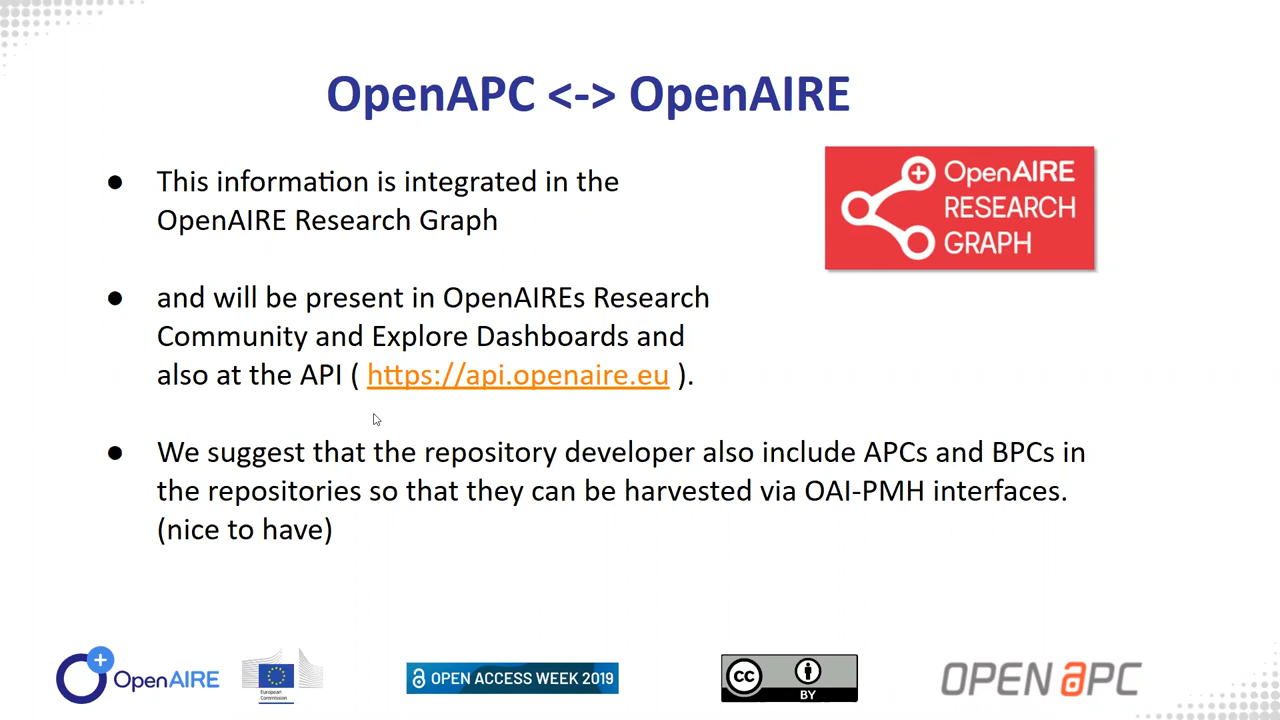 OpenAPC <-> OpenAIRE
● This information is integrated in the
OpenAIRE Research Graph
OpenAIRE
RESEARCH
GRAPH
● and will be present in OpenAIREs Research
Community and Explore Dashboards and
also at the API ( https://api.openaire.eu ).
● We suggest that the repository developer also include APCs and BPCs in
the repositories so that they can be harvested via OAI-PMH interfaces.
(nice to have)
OpenAIRE
European
Commission
OPEN ACCESS WEEK 2019
CC
BY
OPEN APC